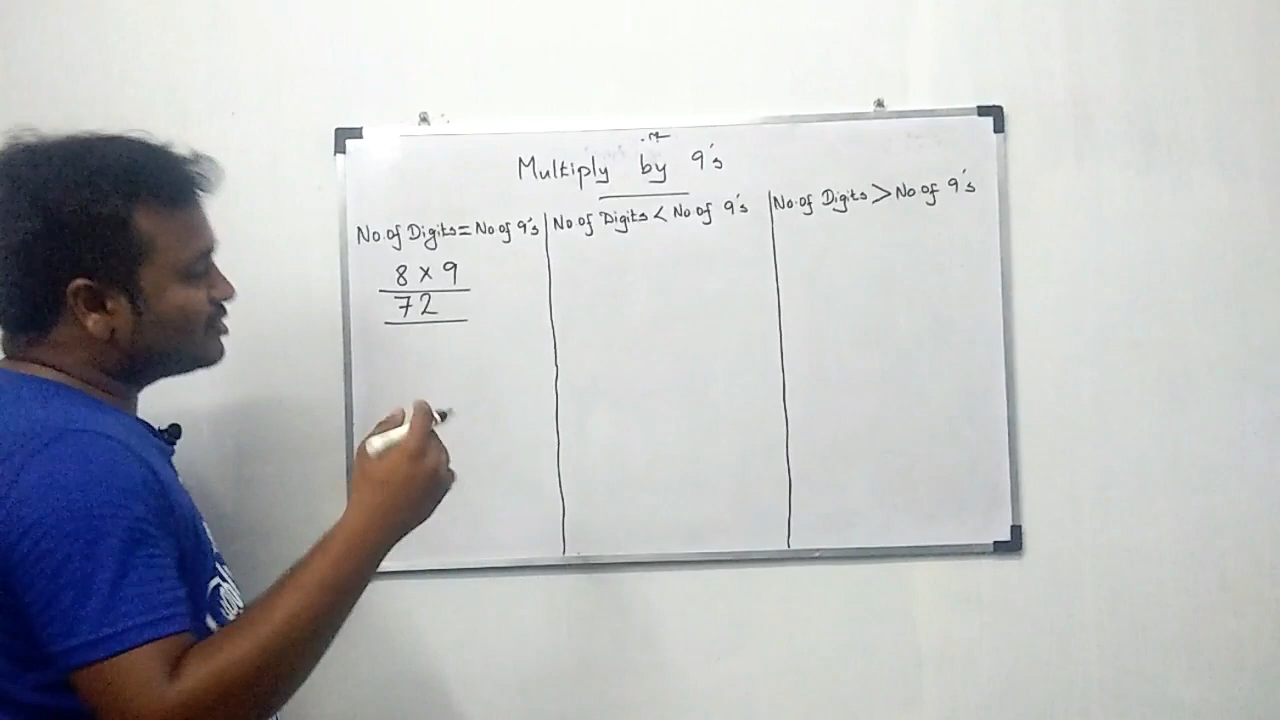 Multiply by 9's
No.of Digits = No of 9's
8 x 9
72
No.of Digits < No of 9's
No.of Digits > No of 9's